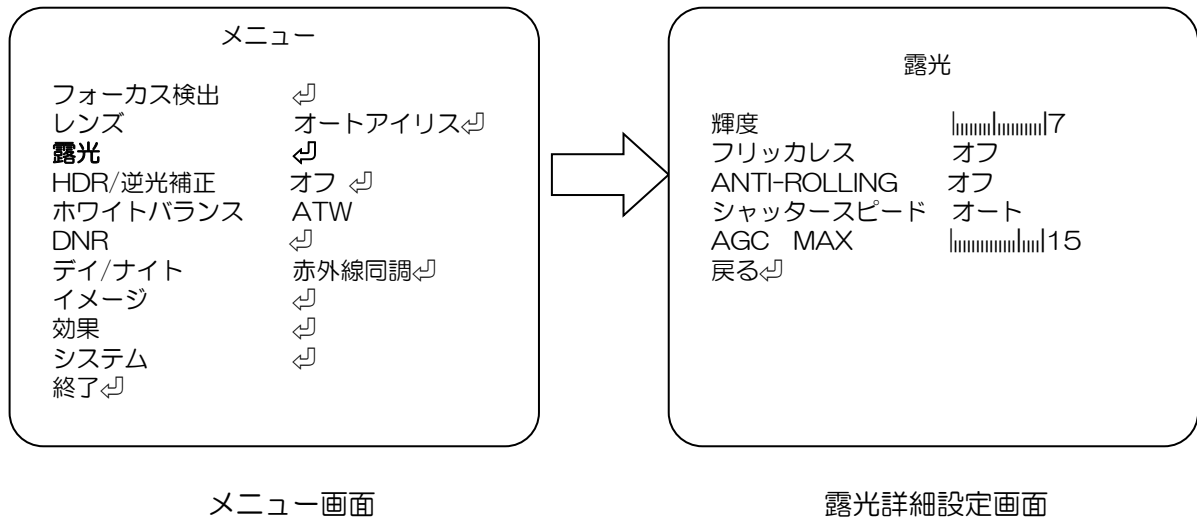 メニュー
フォーカス検出 ⏎
レンズ オートアイリス⏎
露光 ⏎
HDR/逆光補正 オフ ⏎
ホワイトバランス ATW
DNR ⏎
デイ/ナイト 赤外線同調⏎
イメージ ⏎
効果 ⏎
システム ⏎
終了⏎
メニュー画面
露光
輝度 7
フリッカレス オフ
ANTI-ROLLING オフ
シャッタースピード オート
AGC MAX 15
戻る⏎
露光詳細設定画面